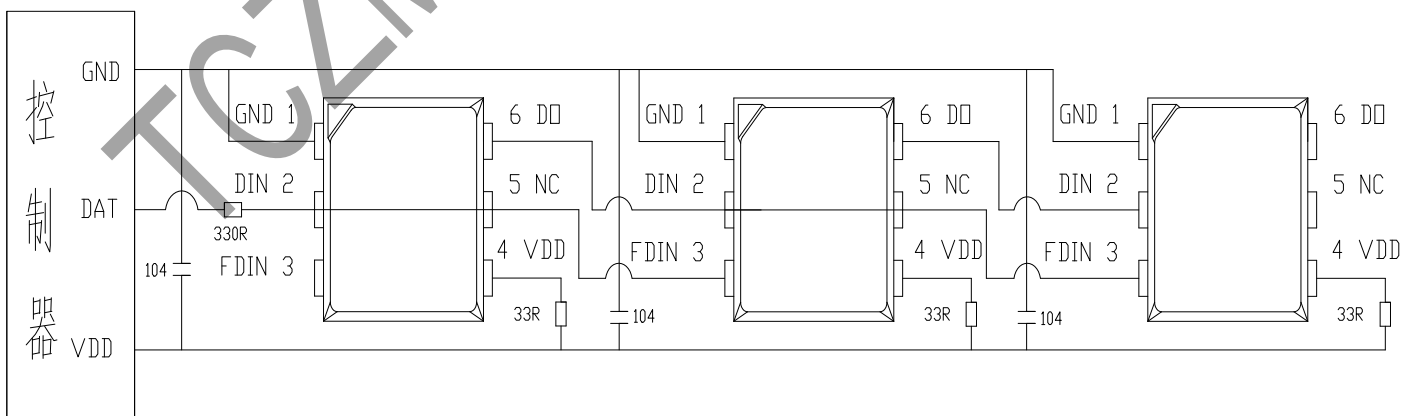 TCZM
控制器
GND
DAT
VDD
104
330R
GND 1
DIN 2
FDIN 3
6 DO
5 NC
4 VDD
33R
104
GND 1
DIN 2
FDIN 3
6 DO
5 NC
4 VDD
33R
104
GND 1
DIN 2
FDIN 3
6 DO
5 NC
4 VDD
33R